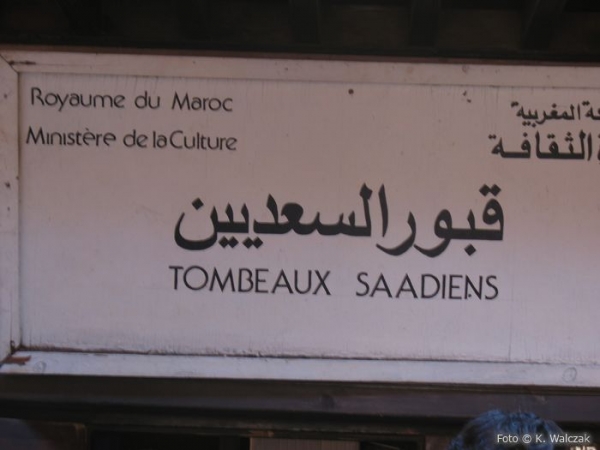 Royaume du Maroc
Ministère de la Culture
المغربية
الثقافة
قبور السعديين
TOMBEAUX SAADIENS
Foto © K. Walczak